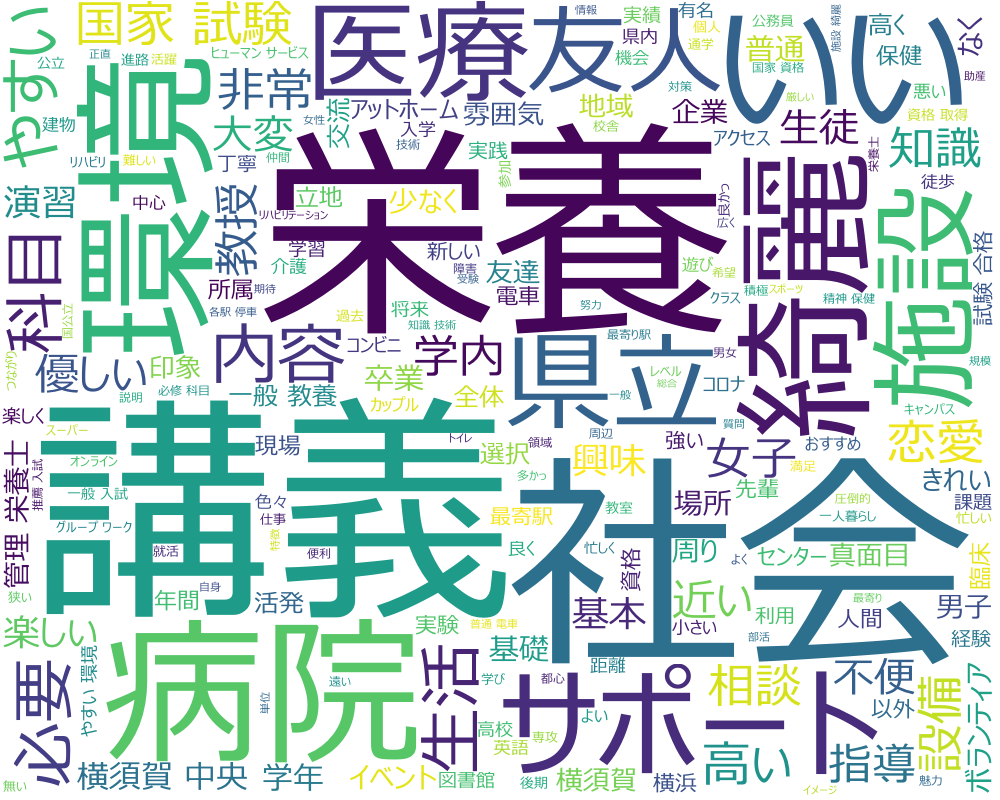 国家 試験
医療
友人
いい
やすい
情報
実績
有名
公務員
施設 綺麗
高く
なく
正直
進路
活躍
ヒューマン サービス
県内
個人
通学
普通
保健
公立
非常
機会
国家 資格
対策
悪い
助産
環境
アットホーム
雰囲気
地域
企業
厳しい
資格 取得
建物
大変
女性
交流
入学
技術
校舎
アクセス
生徒
知識
リハビリ
難しい
仲間
丁寧
実践
栄養
綺麗
栄養士
徒歩
演習
中心
教授
立地
少なく
参加
広く
良かっ
施設
リハビリテーション
学習
新しい
科目
介護
障害
受験
友達
遊び
希望
所属
期待
将来
電車
積極
スポーツ
クラス
精神 保健
試験 合格
国公立
各駅 停車
過去
知識 技術
努力
最寄り駅
内容
コンビニ
学内
県立
男女
規模
つながり
優しい
印象
必修 科目
説明
一般 教養
卒業
カップル
全体
一般
レベル
総合
コロナ
キャンパス
楽しく
スーパー
講義
現場
トイレ
領域
周辺
強い
質問
女子
おすすめ
恋愛
選択
興味
満足
オンライン
栄養士
推薦 入試
一般 入試
社会
多かっ
色々
場所
先輩
圧倒的
きれい
課題
グループ ワーク
仕事
最寄駅
教室
一人暮らし
忙しい
管理
特徴
就活
便利
良く
忙しく
周り
よく
センター
真面目
臨床
狭い
自身
資格
年間
活発
基本
近い
利用
最寄り
男子
楽しい
実験
普通 電車
小さい
人間
病院
基礎
部活
経験
必要
やすい 環境
遠い
生活
学び
サポート
都心
距離
相談
不便
以外
設備
ボランティア
単位
高校
よい
英語
専攻
高い
指導
無い
横須賀 中央
学年
イベント
図書館
後期
横須賀
横浜
イメージ
魅力